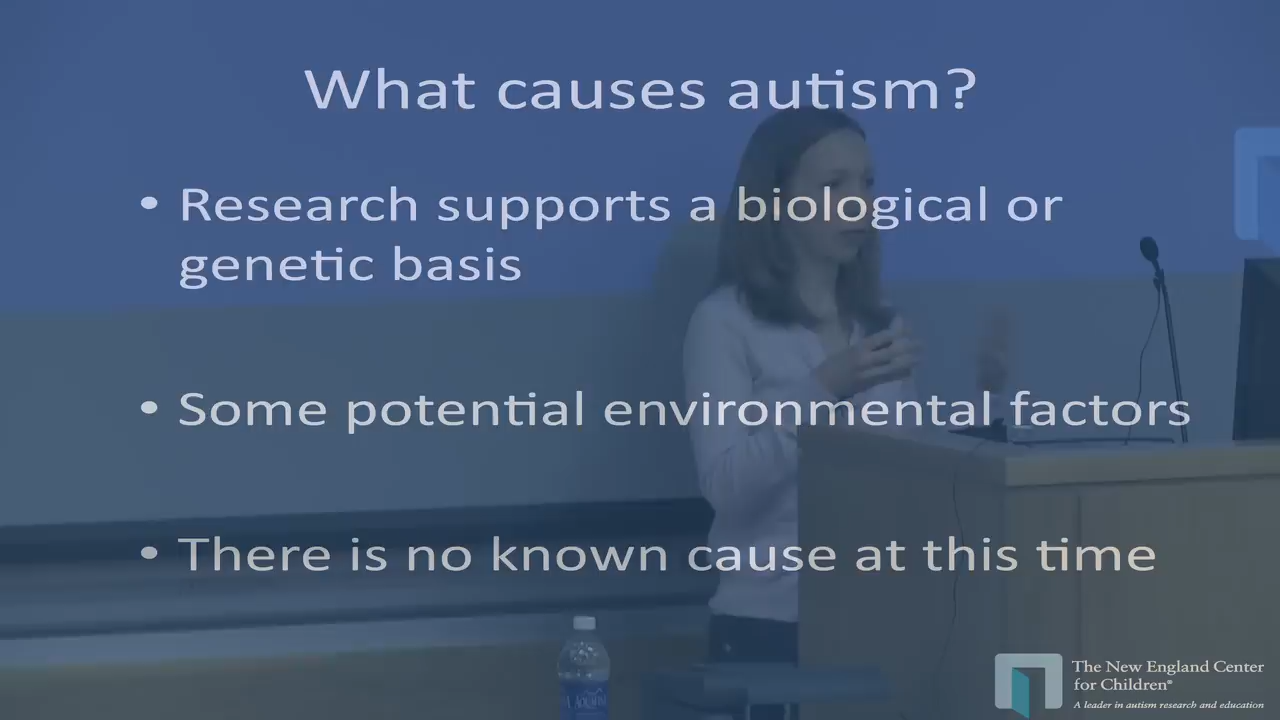 What causes autism?
• Research supports a biological or
genetic basis
• Some potential environmental factors
• There is no known cause at this time
The New England Center
for Children®
A leader in autism research and education